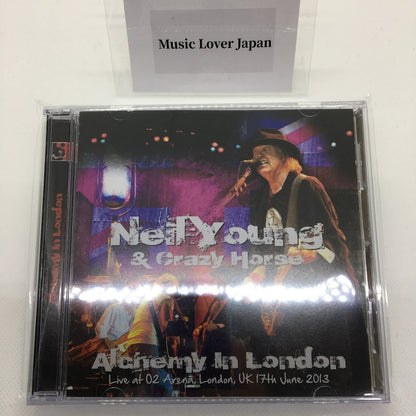 Music Lover Japan
Neil Young
& Crazy Horse
Alchemy In London
Live at O2 Arena, London, UK 17th June 2013
Alchemy In London